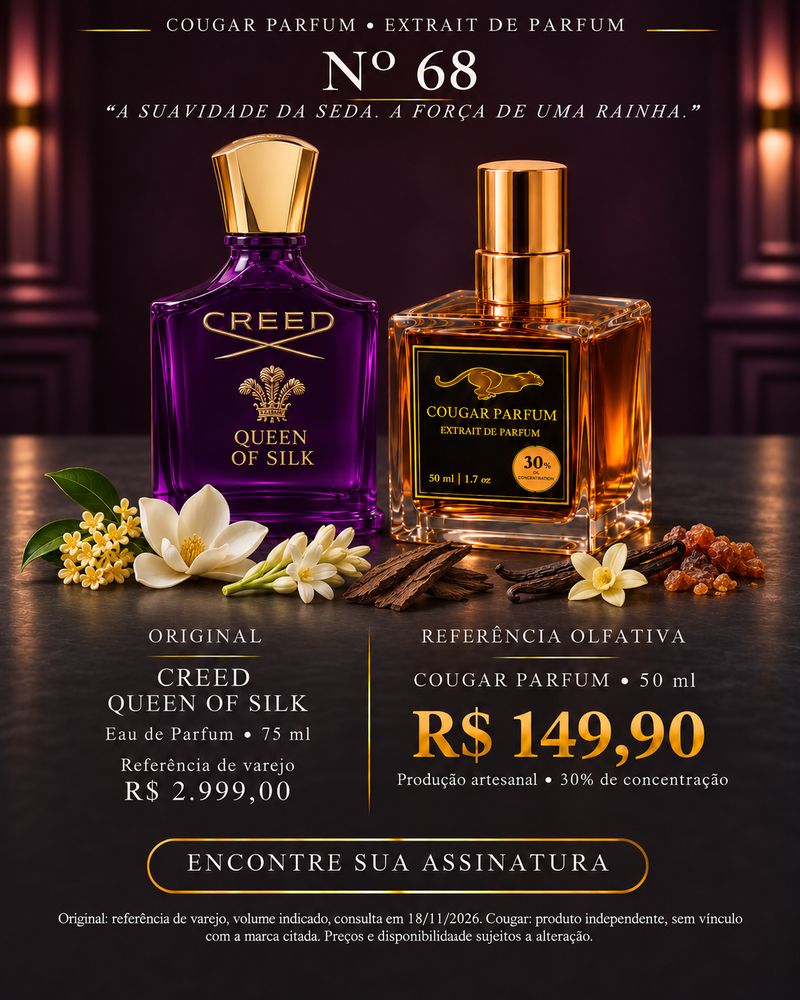 COUGAR PARFUM • EXTRAIT DE PARFUM
Nº 68
“A SUAVIDADE DA SEDA. A FORÇA DE UMA RAINHA.”
CREED
QUEEN
OF SILK
COUGAR PARFUM
EXTRAIT DE PARFUM
50 ml | 1.7 oz
30%
OIL
CONCENTRATION
ORIGINAL
CREED
QUEEN OF SILK
Eau de Parfum • 75 ml
Referência de varejo
R$ 2.999,00
REFERÊNCIA OLFATIVA
COUGAR PARFUM • 50 ml
R$ 149,90
Produção artesanal • 30% de concentração
ENCONTRE SUA ASSINATURA
Original: referência de varejo, volume indicado, consulta em 18/11/2026. Cougar: produto independente, sem vínculo
com a marca citada. Preços e disponibilidaide sujeitos a alteração.